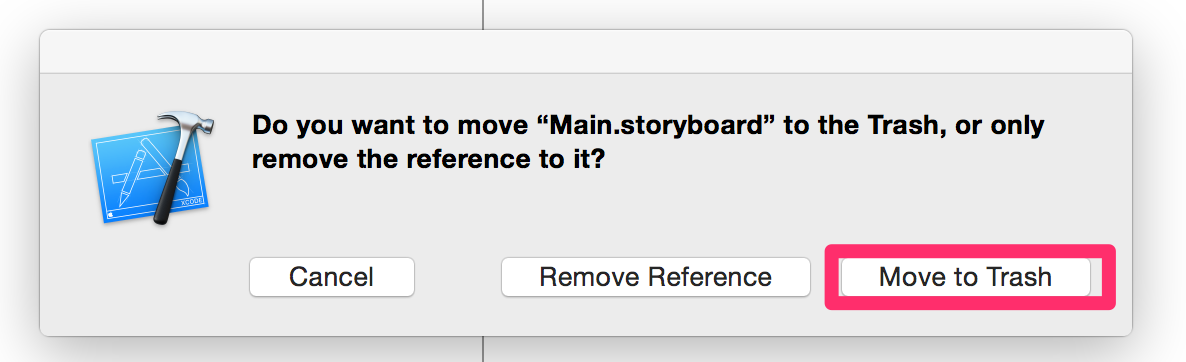 Do you want to move “Main.storyboard” to the Trash, or only
remove the reference to it?
XCODE
Cancel
Remove Reference
Move to Trash